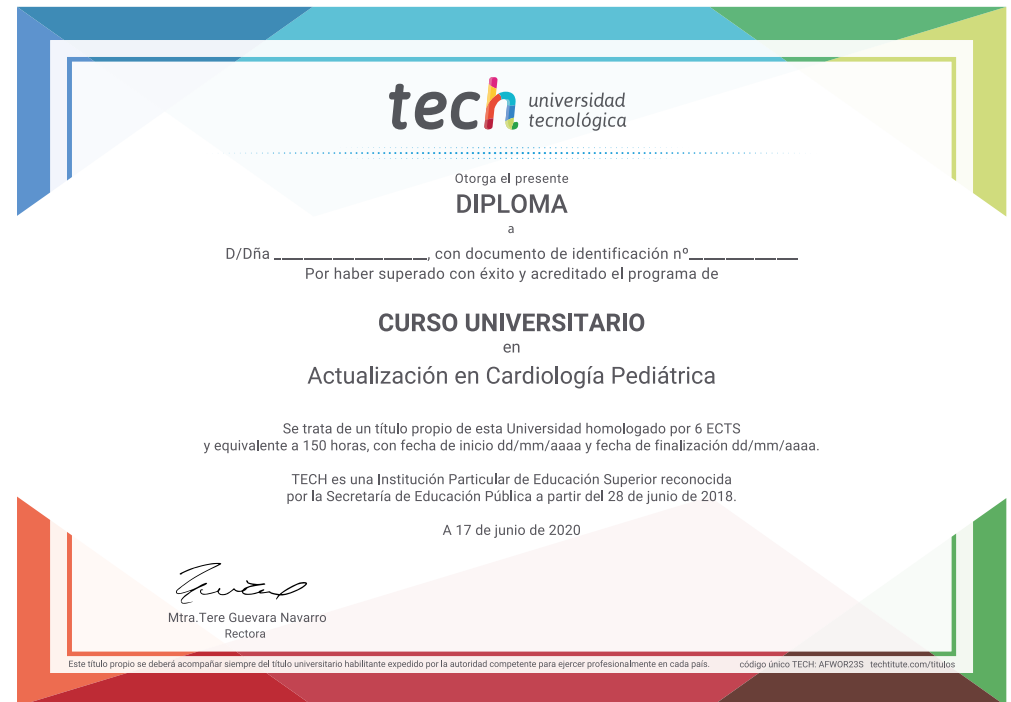 tech universidad
tecnológica
Otorga el presente
DIPLOMA
a
D/Dña ____________________, con documento de identificación nº______________
Por haber superado con éxito y acreditado el programa de
CURSO UNIVERSITARIO
en
Actualización en Cardiología Pediátrica
Se trata de un título propio de esta Universidad homologado por 6 ECTS
y equivalente a 150 horas, con fecha de inicio dd/mm/aaaa y fecha de finalización dd/mm/aaaa.
TECH es una Institución Particular de Educación Superior reconocida
por la Secretaría de Educación Pública a partir del 28 de junio de 2018.
A 17 de junio de 2020
Mtra.Tere Guevara Navarro
Rectora
Este título propio se deberá acompañar siempre del título universitario habilitante expedido por la autoridad competente para ejercer profesionalmente en cada país. código único TECH: AFWOR23S techtitute.com/titulos